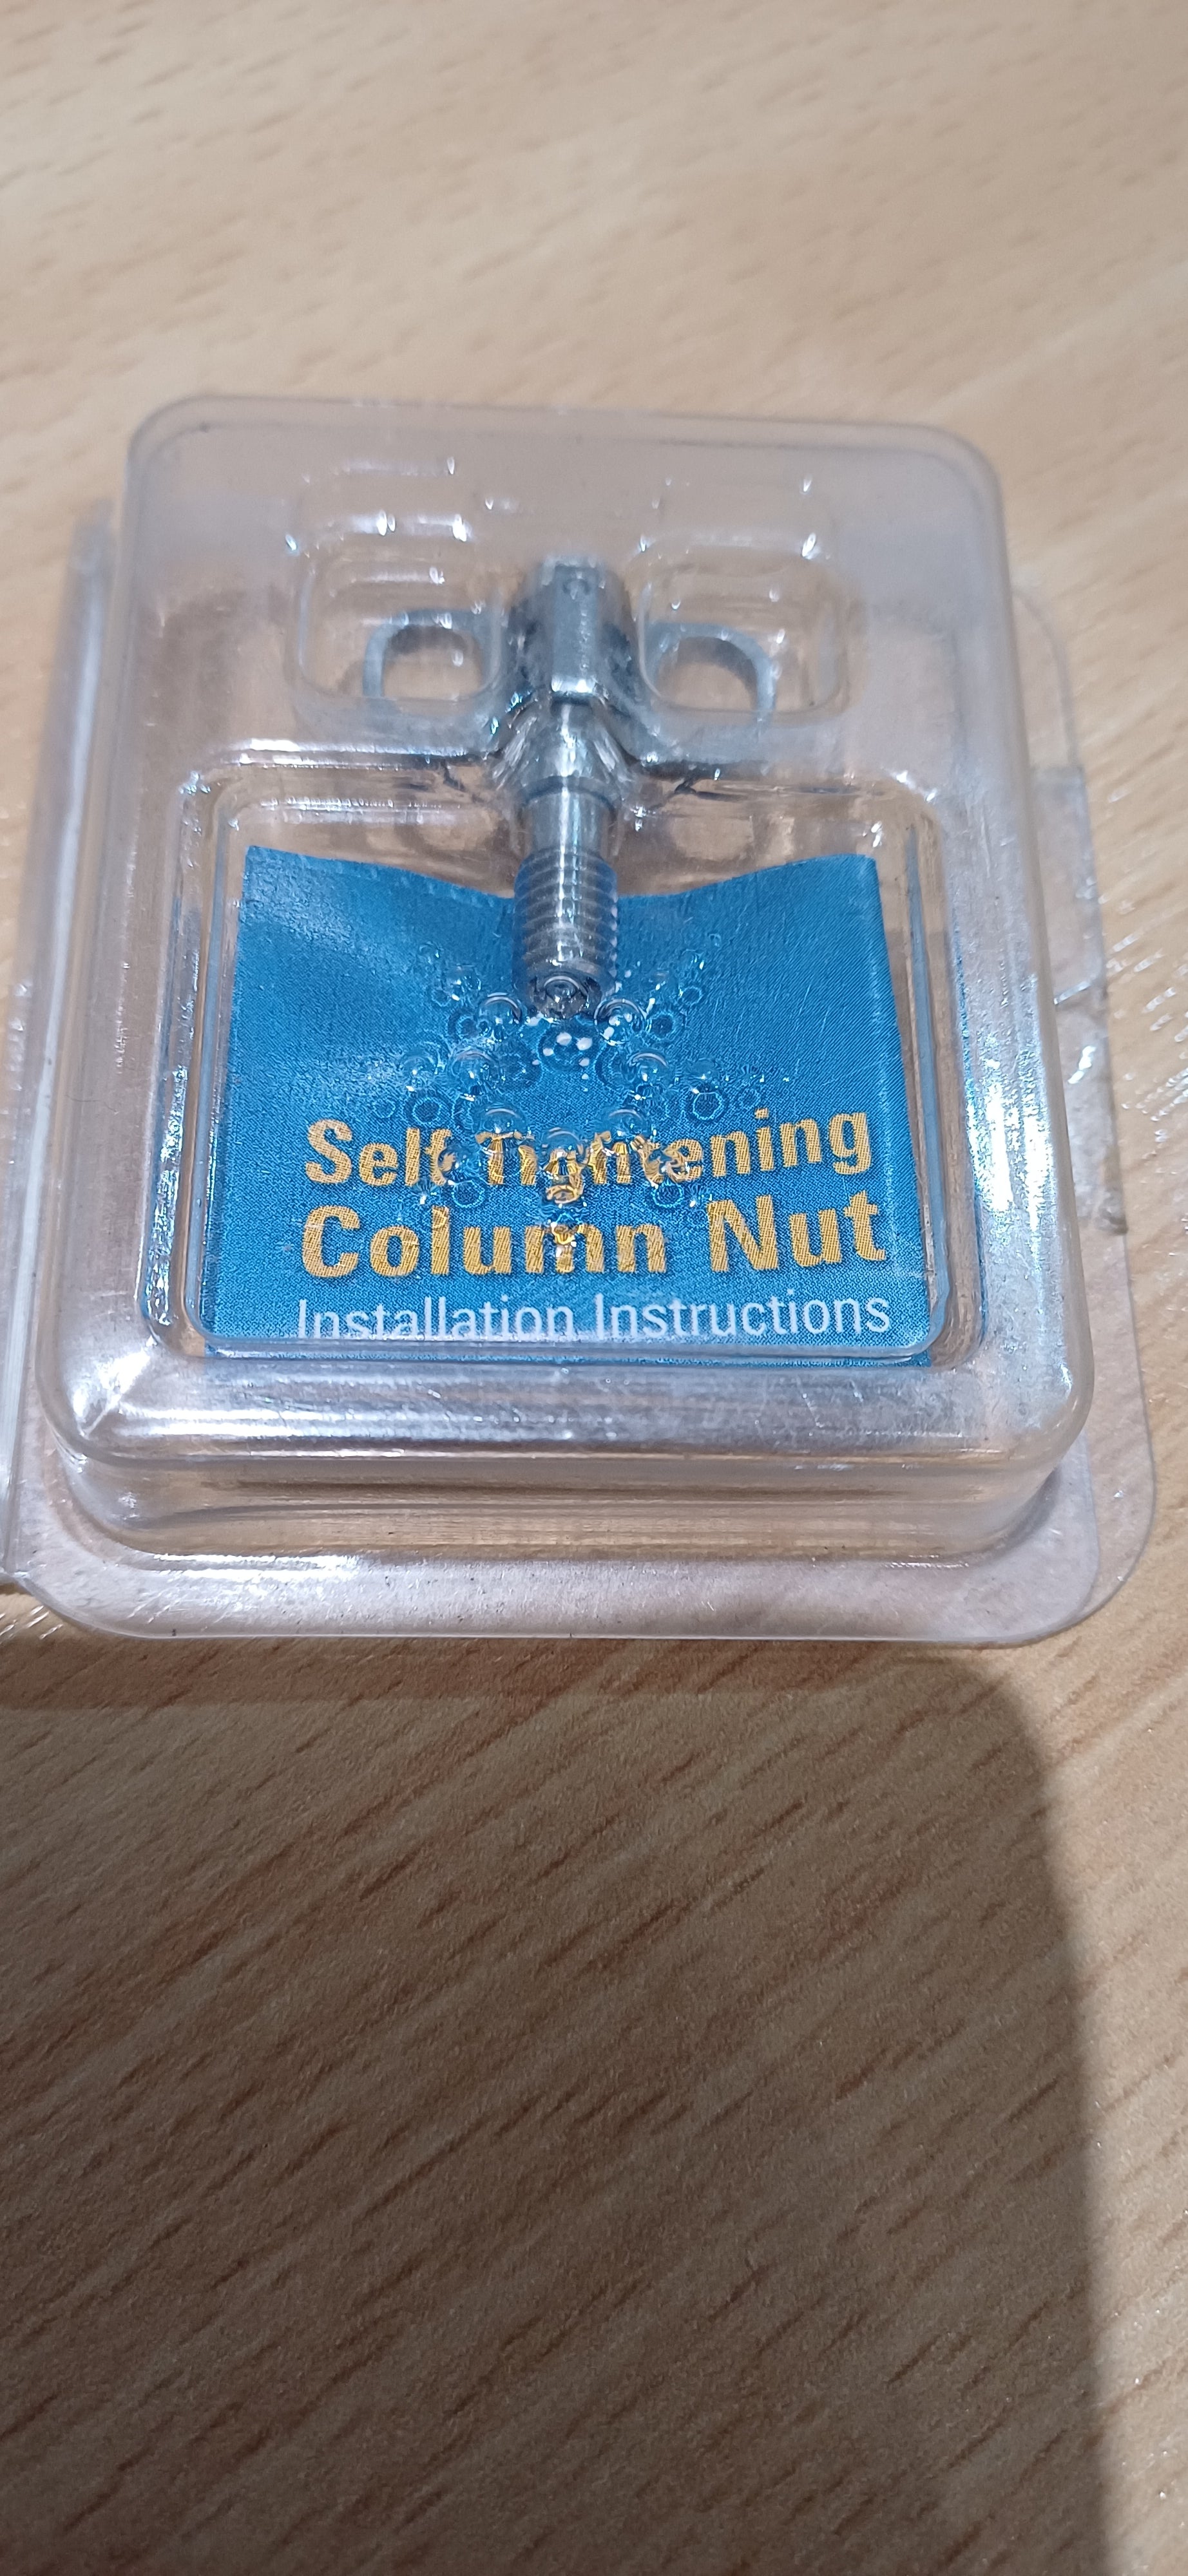 Self Tightening
Column Nut
Installation Instructions